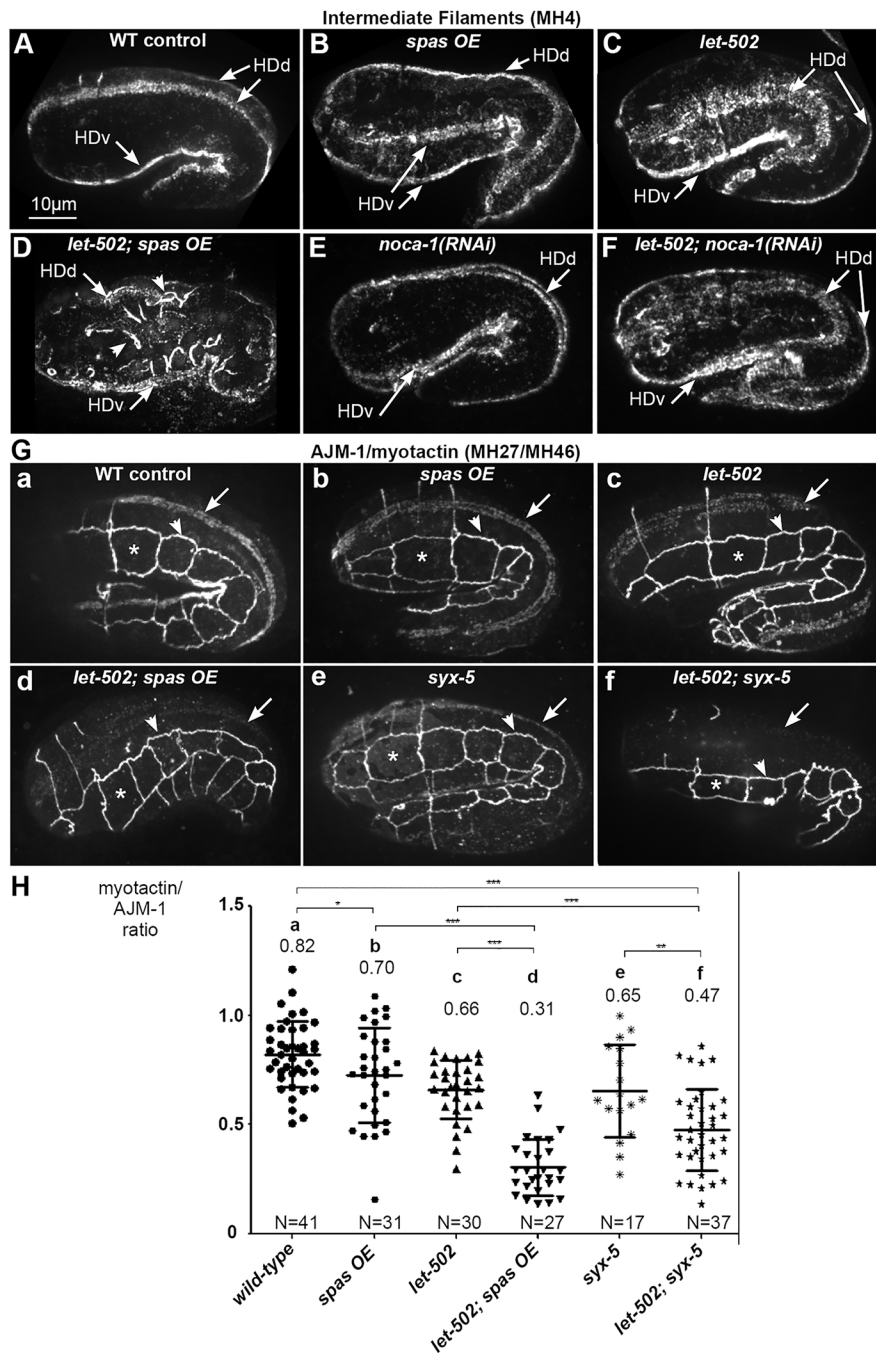 Intermediate Filaments (MH4)
A WT control HDd HDv 10µm
B spas OE HDd HDv
C let-502 HDd HDv
D let-502; spas OE HDd HDv
E noca-1(RNAi) HDd HDv
F let-502; noca-1(RNAi) HDd HDv
G AJM-1/myotactin (MH27/MH46)
a WT control *
b spas OE *
c let-502 *
d let-502; spas OE *
e syx-5 *
f let-502; syx-5 *
H
myotactin/
AJM-1
ratio
1.5
1.0
0.5
0
*** 
* *** ***
*** **
a b c d e f
0.82 0.70 0.66 0.31 0.65 0.47
N=41 N=31 N=30 N=27 N=17 N=37
wild-type
spas OE
let-502
let-502; spas OE
syx-5
let-502; syx-5